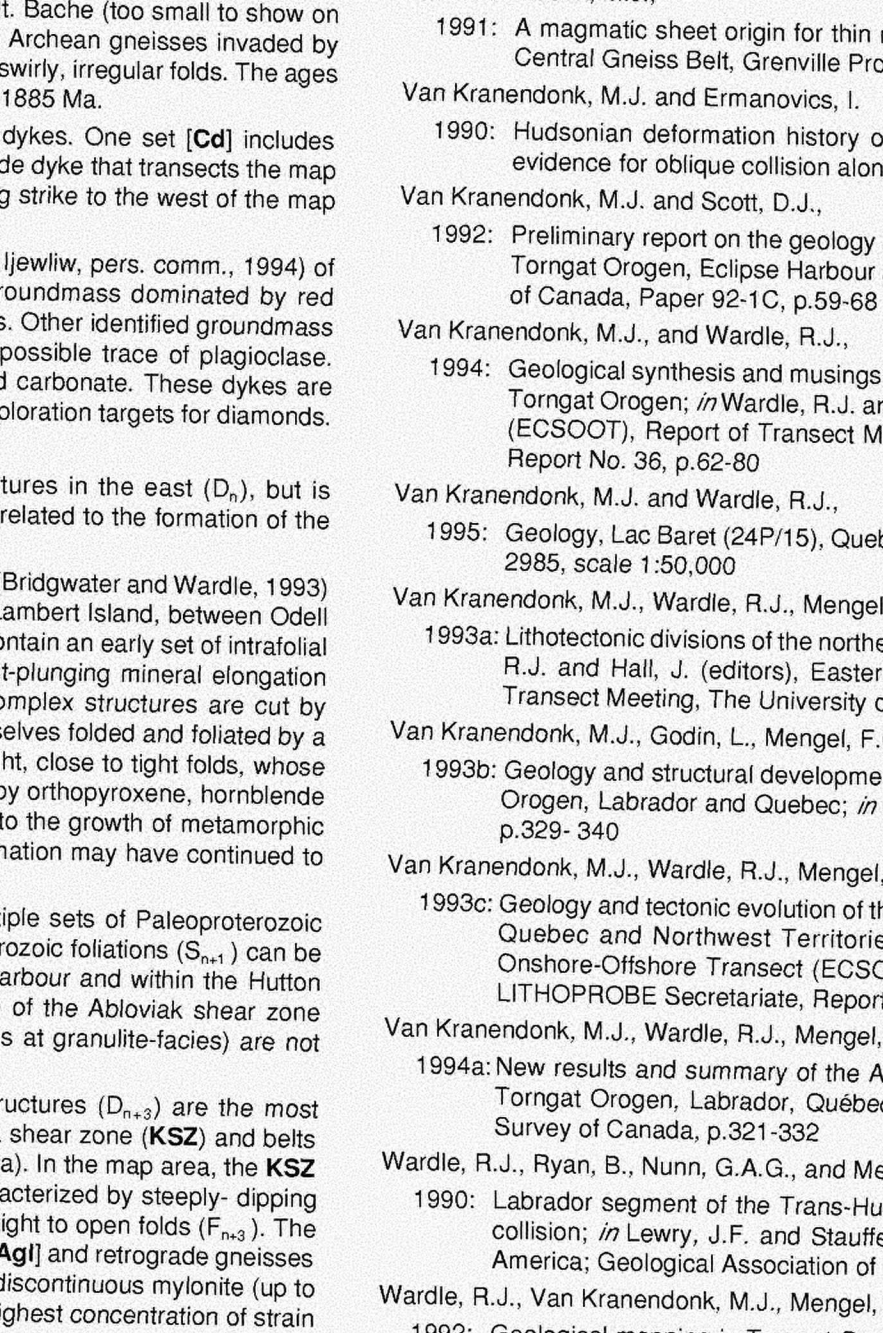 t. Bache (too small to show on
Archean gneisses invaded by
swirly, irregular folds. The ages
1885 Ma.
dykes. One set [Cd] includes
de dyke that transects the map
g strike to the west of the map
Ijewliw, pers. comm., 1994) of
roundmass dominated by red
s. Other identified groundmass
possible trace of plagioclase.
d carbonate. These dykes are
ploration targets for diamonds.
tures in the east (Dn), but is
related to the formation of the
Bridgwater and Wardle, 1993)
Lambert Island, between Odell
ontain an early set of intrafolial
t-plunging mineral elongation
omplex structures are cut by
selves folded and foliated by a
ht, close to tight folds, whose
by orthopyroxene, hornblende
to the growth of metamorphic
mation may have continued to
tiple sets of Paleoproterozoic
rozoic foliations (Sn+1) can be
arbour and within the Hutton
of the Abloviak shear zone
s at granulite-facies) are not
ructures (Dn+3) are the most
shear zone (KSZ) and belts
a). In the map area, the KSZ
acterized by steeply- dipping
ight to open folds (Fn+3). The
Agl] and retrograde gneisses
discontinuous mylonite (up to
ighest concentration of strain
1991: A magmatic sheet origin for thin
Central Gneiss Belt, Grenville Pro
Van Kranendonk, M.J. and Ermanovics, I.
1990: Hudsonian deformation history o
evidence for oblique collision alon
Van Kranendonk, M.J. and Scott, D.J.,
1992: Preliminary report on the geology
Torngat Orogen, Eclipse Harbour
of Canada, Paper 92-1C, p.59-68
Van Kranendonk, M.J., and Wardle, R.J.,
1994: Geological synthesis and musings
Torngat Orogen; in Wardle, R.J. an
(ECSOOT), Report of Transect M
Report No. 36, p.62-80
Van Kranendonk, M.J. and Wardle, R.J.,
1995: Geology, Lac Baret (24P/15), Queb
2985, scale 1:50,000
Van Kranendonk, M.J., Wardle, R.J., Mengel
1993a: Lithotectonic divisions of the northe
R.J. and Hall, J. (editors), Easter
Transect Meeting, The University o
Van Kranendonk, M.J., Godin, L., Mengel, F.
1993b: Geology and structural developme
Orogen, Labrador and Quebec; in
p.329- 340
Van Kranendonk, M.J., Wardle, R.J., Mengel,
1993c: Geology and tectonic evolution of th
Quebec and Northwest Territorie
Onshore-Offshore Transect (ECSO
LITHOPROBE Secretariate, Report
Van Kranendonk, M.J., Wardle, R.J., Mengel,
1994a: New results and summary of the A
Torngat Orogen, Labrador, Québec
Survey of Canada, p.321-332
Wardle, R.J., Ryan, B., Nunn, G.A.G., and Me
1990: Labrador segment of the Trans-Hu
collision; in Lewry, J.F. and Stauffe
America; Geological Association of
Wardle, R.J., Van Kranendonk, M.J., Mengel,